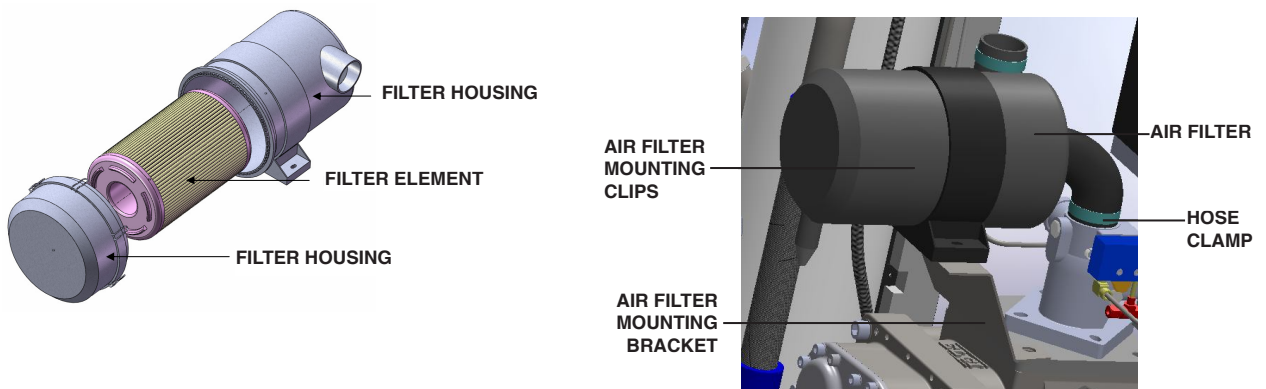 FILTER HOUSING
FILTER ELEMENT
FILTER HOUSING
AIR FILTER
MOUNTING
CLIPS
AIR FILTER
HOSE
CLAMP
AIR FILTER
MOUNTING
BRACKET